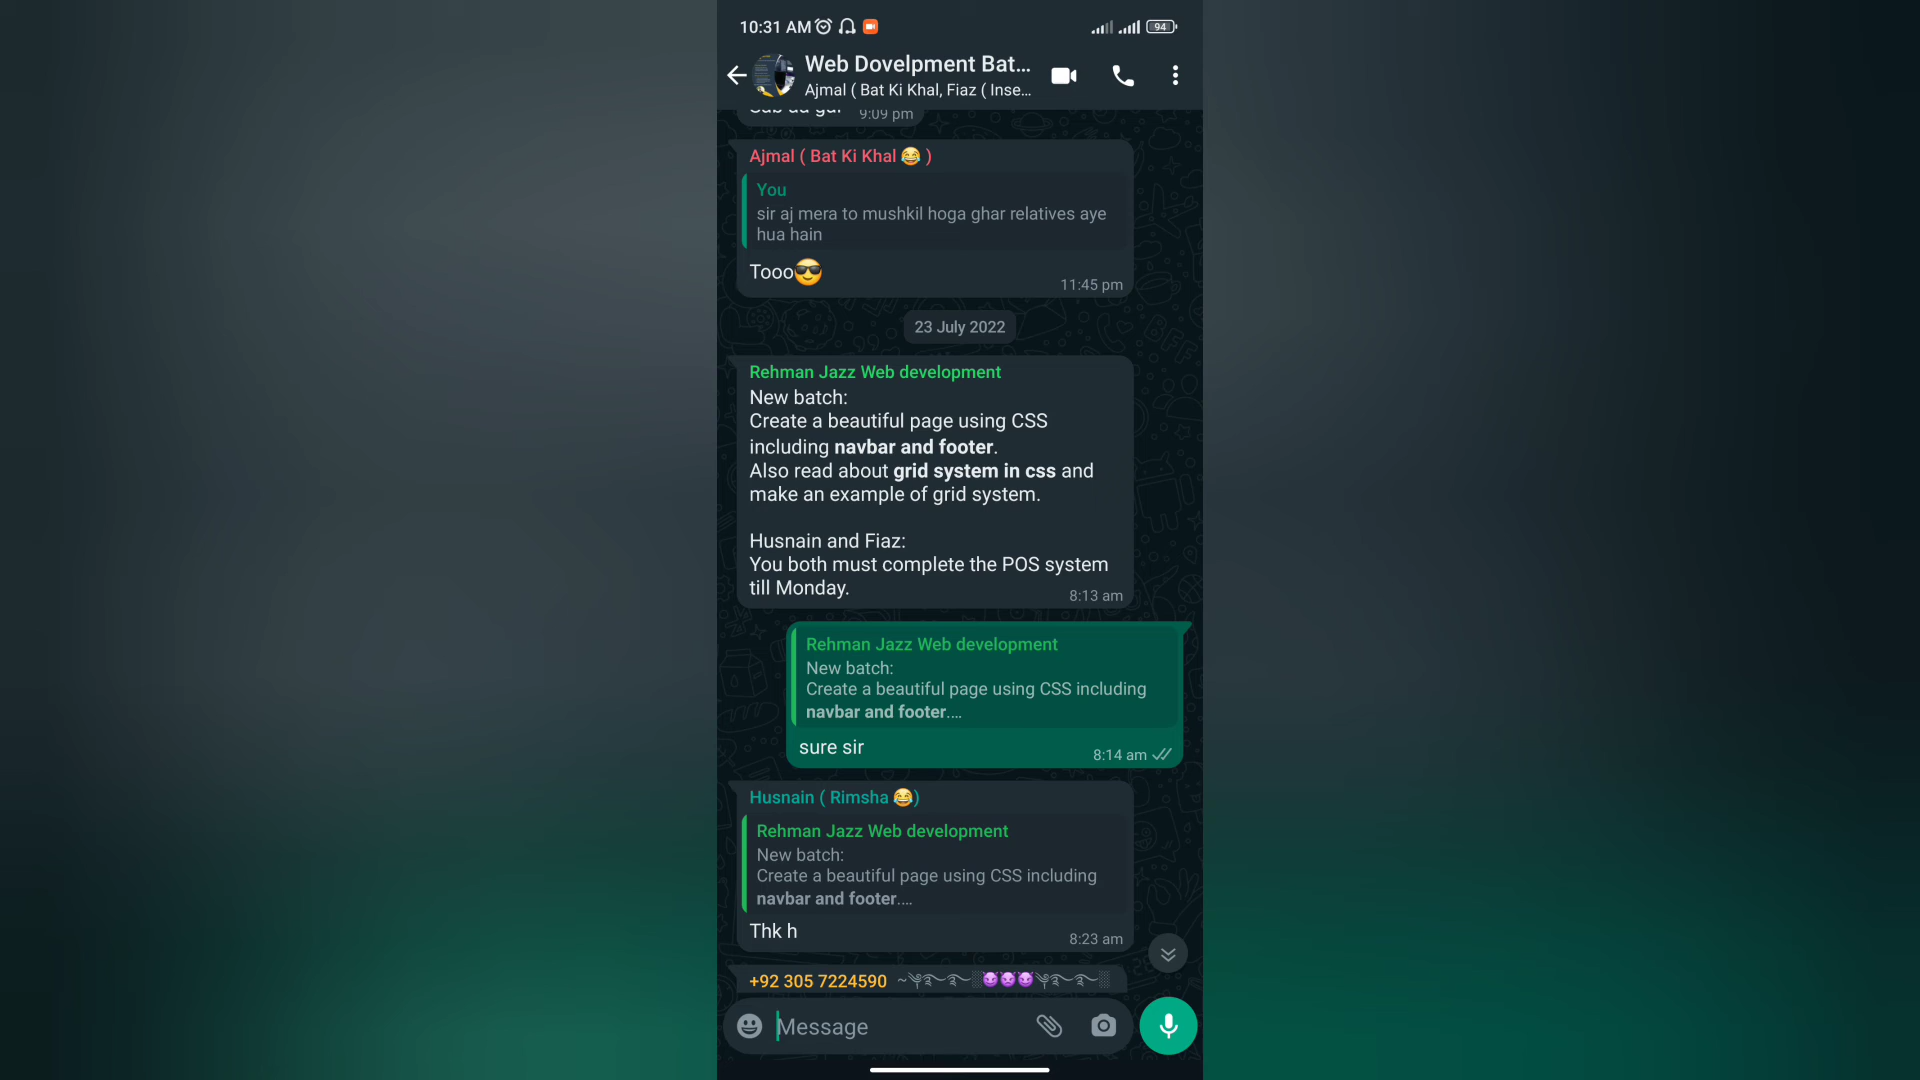 10:31 AM
94
Web Dovelpment Bat...
Ajmal ( Bat Ki Khal, Fiaz ( Inse...
9:09 pm
Ajmal ( Bat Ki Khal 😂 )
You
sir aj mera to mushkil hoga ghar relatives aye
hua hain
Tooo😎
11:45 pm
23 July 2022
Rehman Jazz Web development
New batch:
Create a beautiful page using CSS
including navbar and footer.
Also read about grid system in css and
make an example of grid system.
Husnain and Fiaz:
You both must complete the POS system
till Monday.
8:13 am
Rehman Jazz Web development
New batch:
Create a beautiful page using CSS including
navbar and footer....
sure sir
8:14 am
Husnain ( Rimsha 😂)
Rehman Jazz Web development
New batch:
Create a beautiful page using CSS including
navbar and footer....
Thk h
8:23 am
+92 305 7224590
Message